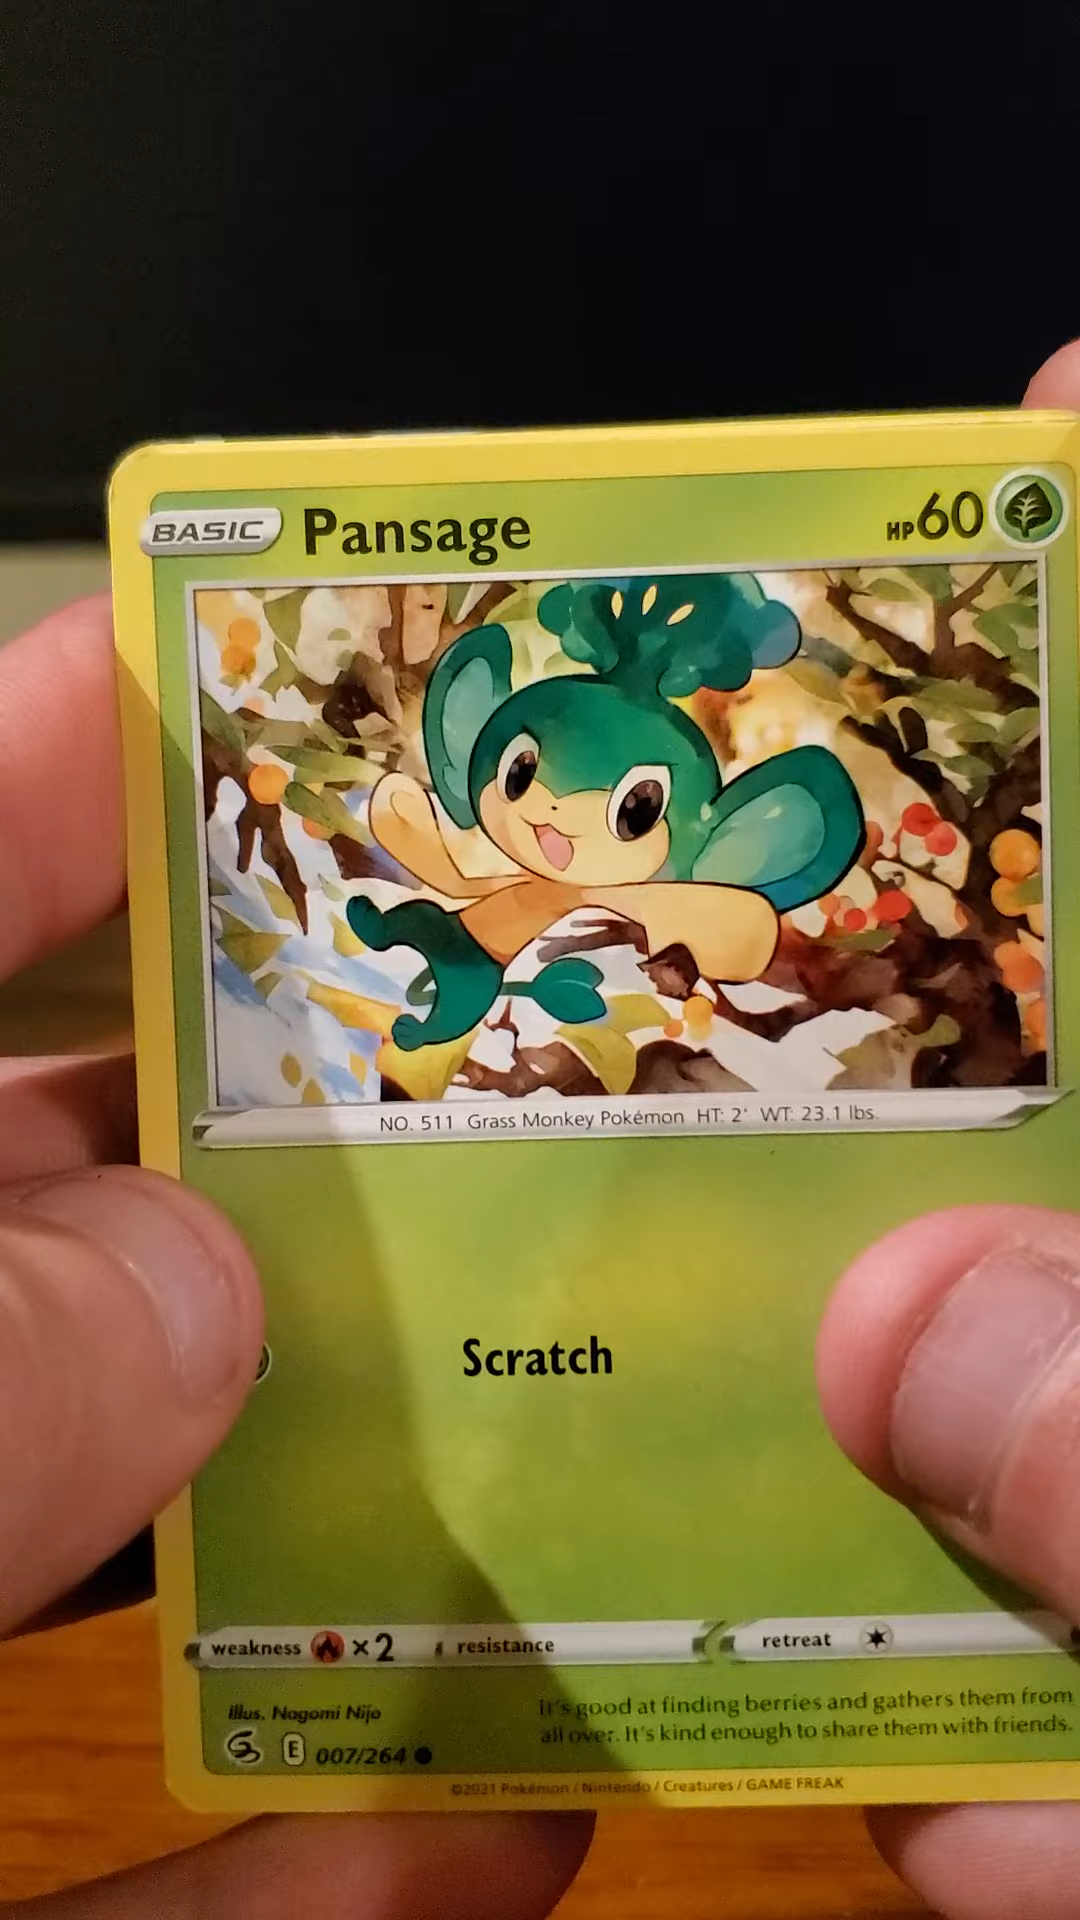 BASIC Pansage HP60
NO. 511 Grass Monkey Pokémon HT: 2' WT: 23.1 lbs.
Scratch
weakness ×2 resistance retreat
Illus. Nagomi Nijo
It's good at finding berries and gathers them from
all over. It's kind enough to share them with friends.
E 007/264
©2021 Pokémon / Nintendo / Creatures / GAME FREAK